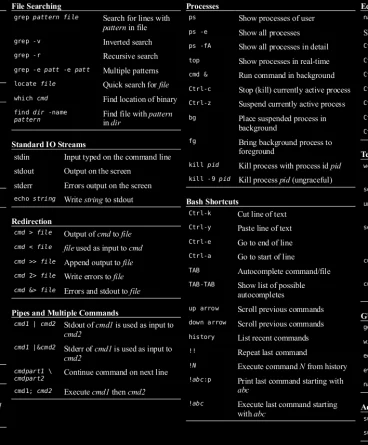 File Searching
grep pattern file Search for lines with
pattern in file
grep -v Inverted search
grep -r Recursive search
grep -e patt -e patt Multiple patterns
locate file Quick search for file
which cmd Find location of binary
find dir -name Find file with pattern
pattern in dir
Standard IO Streams
stdin Input typed on the command line
stdout Output on the screen
stderr Errors output on the screen
echo string Write string to stdout
Redirection
cmd > file Output of cmd to file
cmd < file file used as input to cmd
cmd >> file Append output to file
cmd 2> file Write errors to file
cmd &> file Errors and stdout to file
Pipes and Multiple Commands
cmd1 | cmd2 Stdout of cmd1 is used as input to
cmd2
cmd1 |&cmd2 Stderr of cmd1 is used as input to
cmd2
cmdpart1 \ Continue command on next line
cmdpart2
cmd1; cmd2 Execute cmd1 then cmd2
Processes
ps Show processes of user
ps -e Show all processes
ps -fA Show all processes in detail
top Show processes in real-time
cmd & Run command in background
Ctrl-c Stop (kill) currently active process
Ctrl-z Suspend currently active process
bg Place suspended process in
background
fg Bring background process to
foreground
kill pid Kill process with process id pid
kill -9 pid Kill process pid (ungraceful)
Bash Shortcuts
Ctrl-k Cut line of text
Ctrl-y Paste line of text
Ctrl-e Go to end of line
Ctrl-a Go to start of line
TAB Autocomplete command/file
TAB-TAB Show list of possible
autocompletes
up arrow Scroll previous commands
down arrow Scroll previous commands
history List recent commands
!! Repeat last command
!N Execute command N from history
!abc:p Print last command starting with
abc
!abc Execute last command starting
with abc